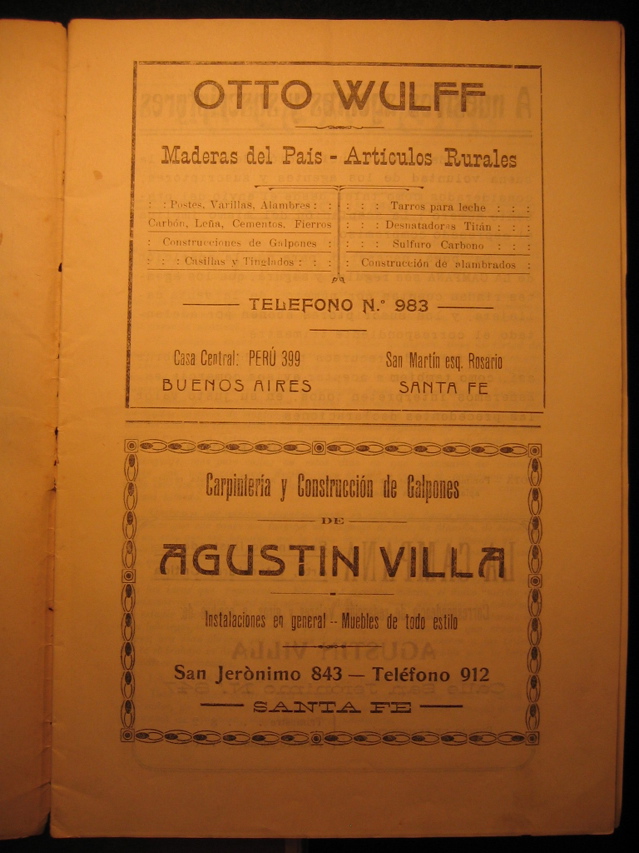 OTTO WULFF
Maderas del País - Artículos Rurales
: : Postes, Varillas, Alambres : :
Carbón, Leña, Cementos, Fierros
: Construcciones de Galpones :
: : : Casillas y Tinglados : : :
: : : Tarros para leche : : :
: : : Desnatadoras Titán : : :
: : : Sulfuro Carbono : : :
Construcción de alambrados :
TELEFONO N.° 983
Casa Central: PERÚ 399
BUENOS AIRES
San Martín esq. Rosario
SANTA FE
Carpintería y Construcción de Galpones
DE
AGUSTIN VILLA
Instalaciones en general -- Muebles de todo estilo
San Jerònimo 843 — Teléfono 912
SANTA FE